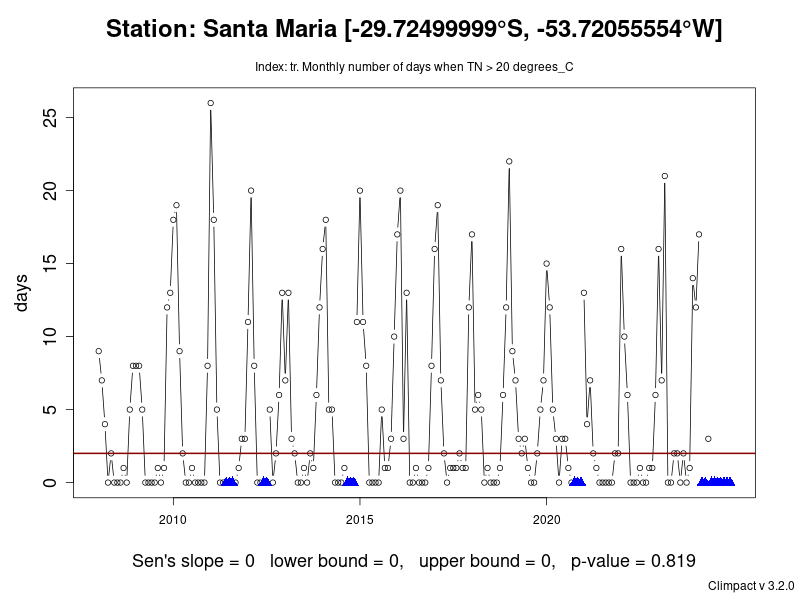 Station: Santa Maria [-29.72499999°S, -53.72055554°W]
Index: tr. Monthly number of days when TN > 20 degrees_C
days
25
20
15
10
5
0
2010 2015 2020
Sen's slope = 0 lower bound = 0, upper bound = 0, p-value = 0.819
Climpact v 3.2.0